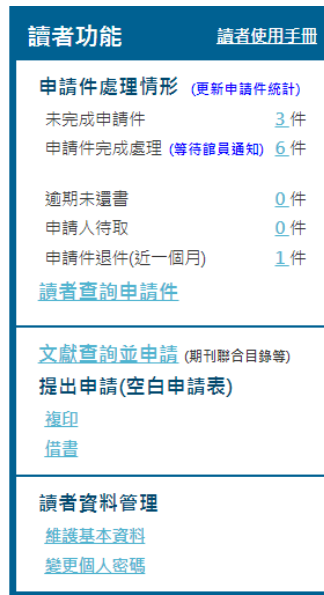 讀者功能 讀者使用手冊
申請件處理情形 (更新申請件統計)
未完成申請件 3 件
申請件完成處理 (等待館員通知) 6 件
逾期未還書 0 件
申請人待取 0 件
申請件退件(近一個月) 1 件
讀者查詢申請件
文獻查詢並申請 (期刊聯合目錄等)
提出申請(空白申請表)
複印
借書
讀者資料管理
維護基本資料
變更個人密碼